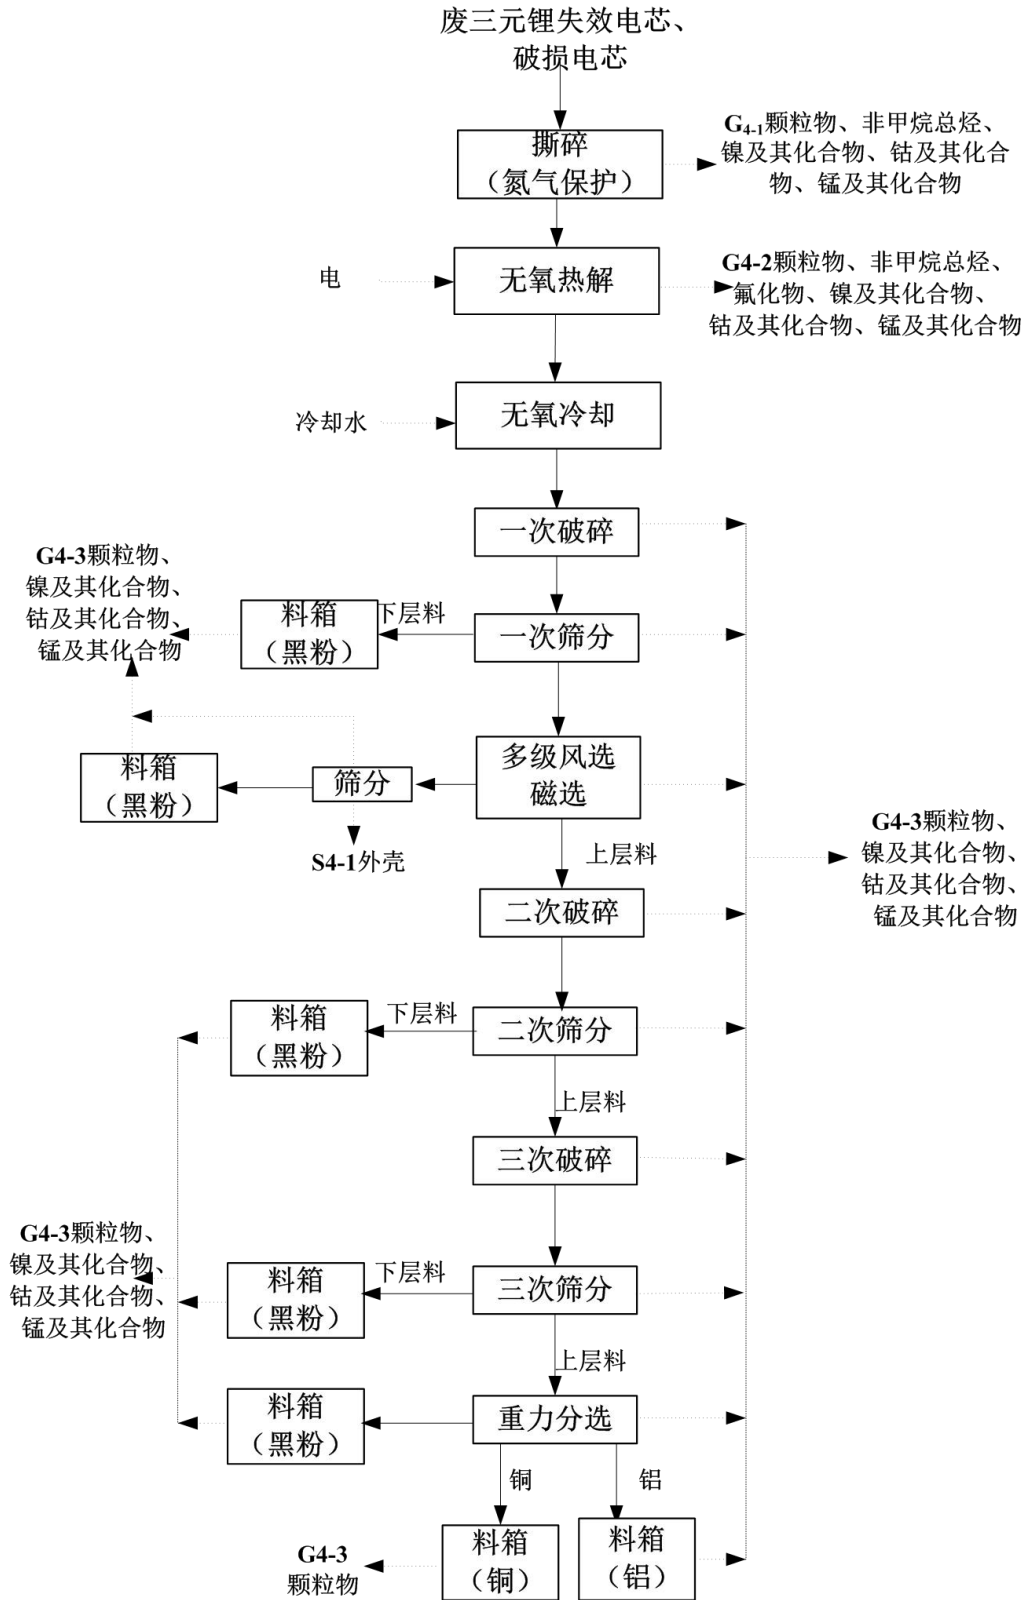 废三元锂失效电芯、
破损电芯
撕碎
（氮气保护）
G4-1颗粒物、非甲烷总烃、
镍及其化合物、钴及其化合
物、锰及其化合物
电
无氧热解
G4-2颗粒物、非甲烷总烃、
氟化物、镍及其化合物、
钴及其化合物、锰及其化合物
冷却水
无氧冷却
一次破碎
G4-3颗粒物、
镍及其化合物、
钴及其化合物、
锰及其化合物
料箱
（黑粉）
下层料
一次筛分
料箱
（黑粉）
筛分
多级风选
磁选
S4-1外壳
上层料
G4-3颗粒物、
镍及其化合物、
钴及其化合物、
锰及其化合物
二次破碎
料箱
（黑粉）
下层料
二次筛分
上层料
三次破碎
G4-3颗粒物、
镍及其化合物、
钴及其化合物、
锰及其化合物
料箱
（黑粉）
下层料
三次筛分
上层料
料箱
（黑粉）
重力分选
铜
铝
G4-3
颗粒物
料箱
（铜）
料箱
（铝）